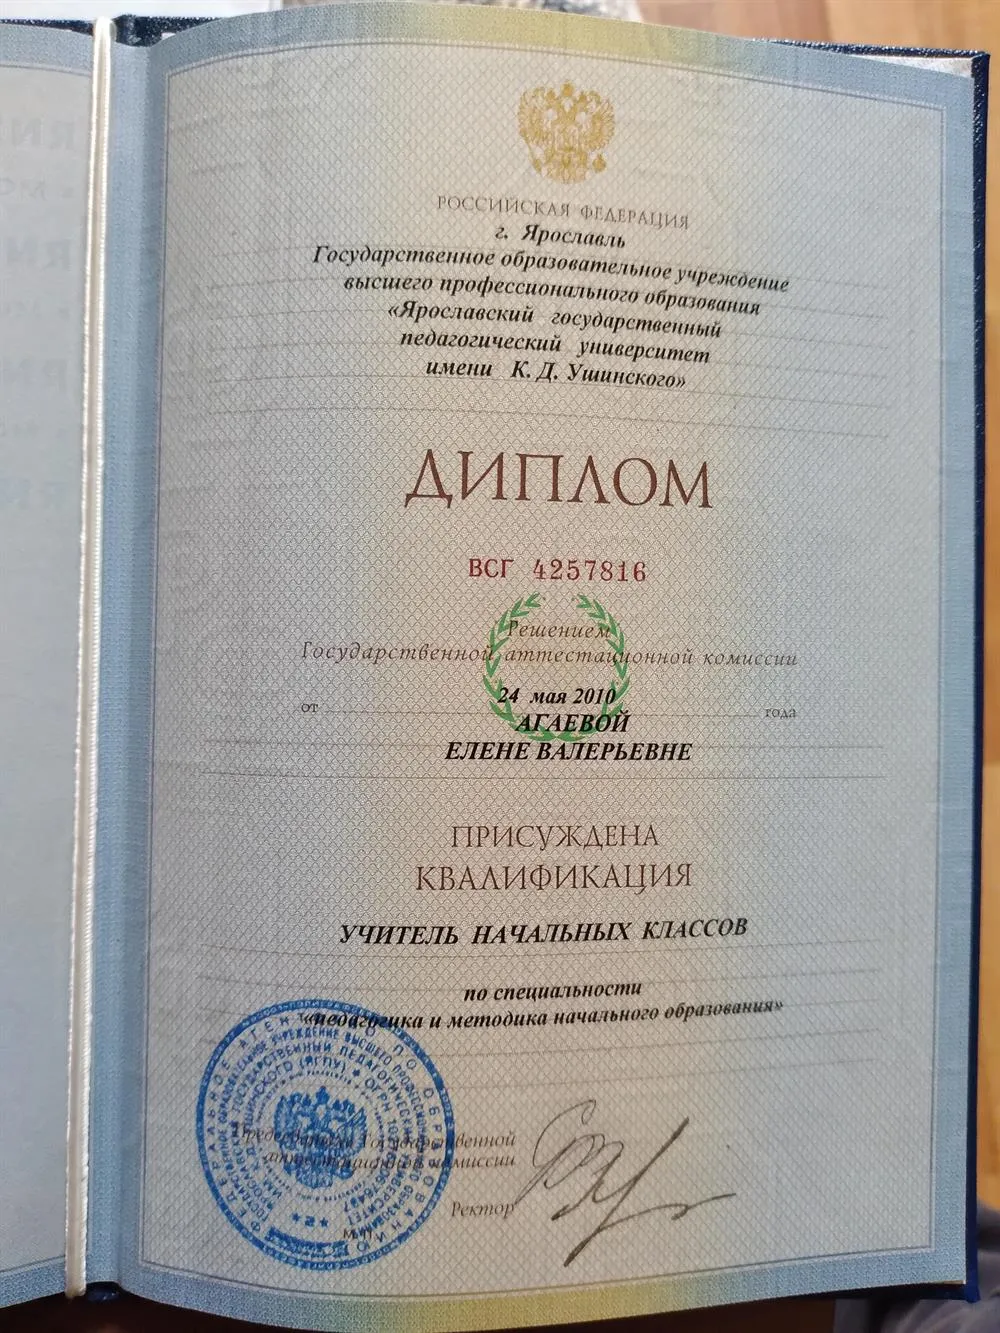 РОССИЙСКАЯ ФЕДЕРАЦИЯ
г. Ярославль
Государственное образовательное учреждение
высшего профессионального образования
«Ярославский государственный
педагогический университет
имени К. Д. Ушинского»
ДИПЛОМ
ВСГ 4257816
Решением
Государственной аттестационной комиссии
от 24 мая 2010 года
АГАЕВОЙ
ЕЛЕНЕ ВАЛЕРЬЕВНЕ
ПРИСУЖДЕНА
КВАЛИФИКАЦИЯ
УЧИТЕЛЬ НАЧАЛЬНЫХ КЛАССОВ
по специальности
«педагогика и методика начального образования»
Председатель Государственной
аттестационной комиссии
Ректор
М.П.